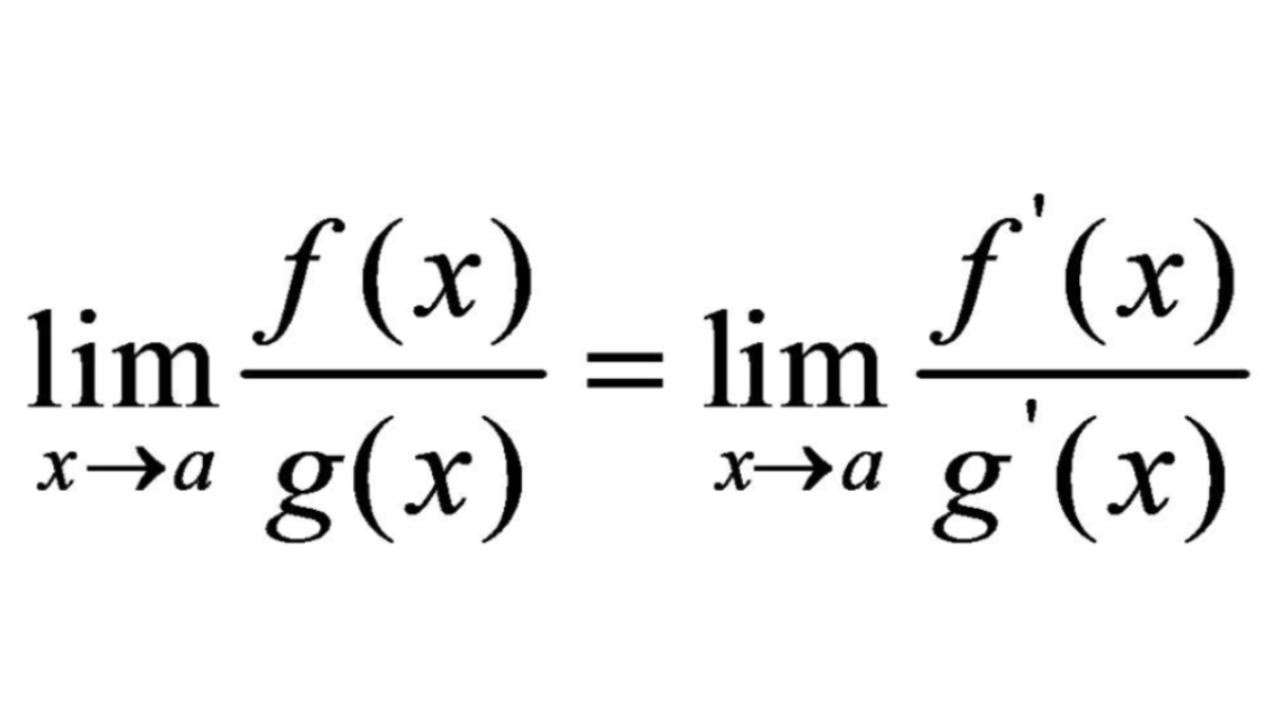 lim x→a f(x)/g(x) = lim x→a f'(x)/g'(x)